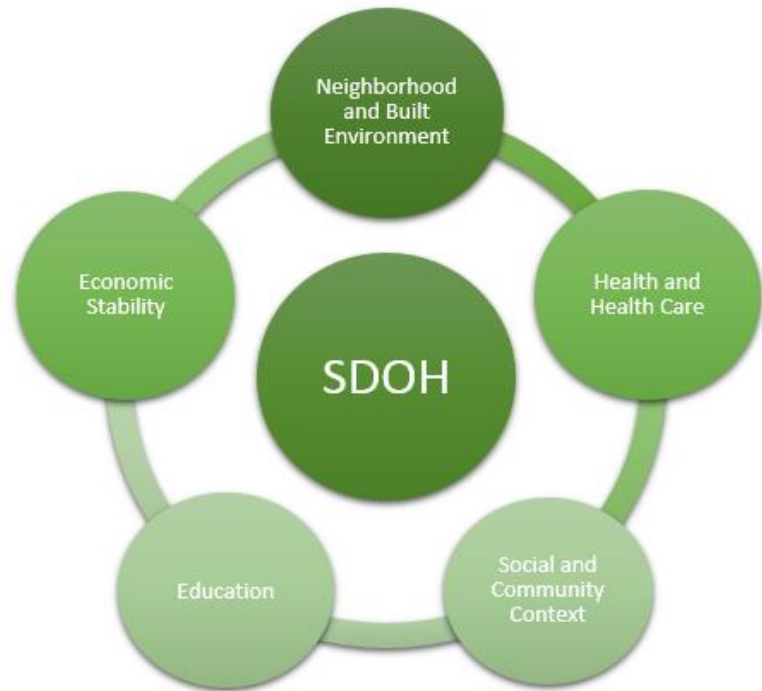 Neighborhood
and Built
Environment
Economic
Stability
Health and
Health Care
SDOH
Education
Social and
Community
Context